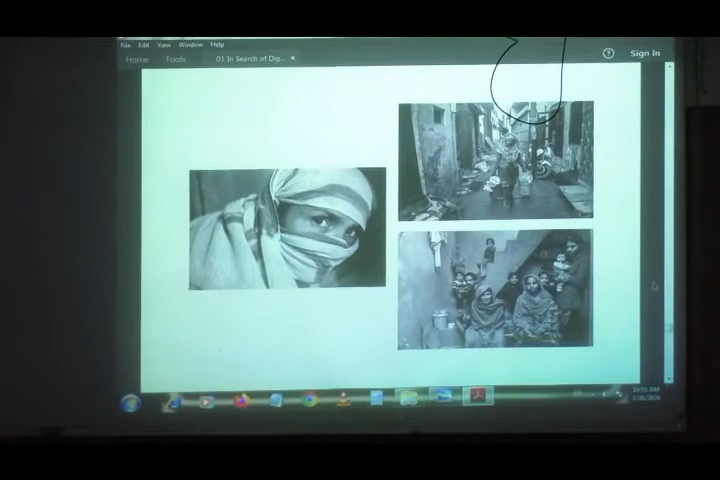 File Edit View Window Help
Home Tools 01 In Search of Dig... ×
? Sign In